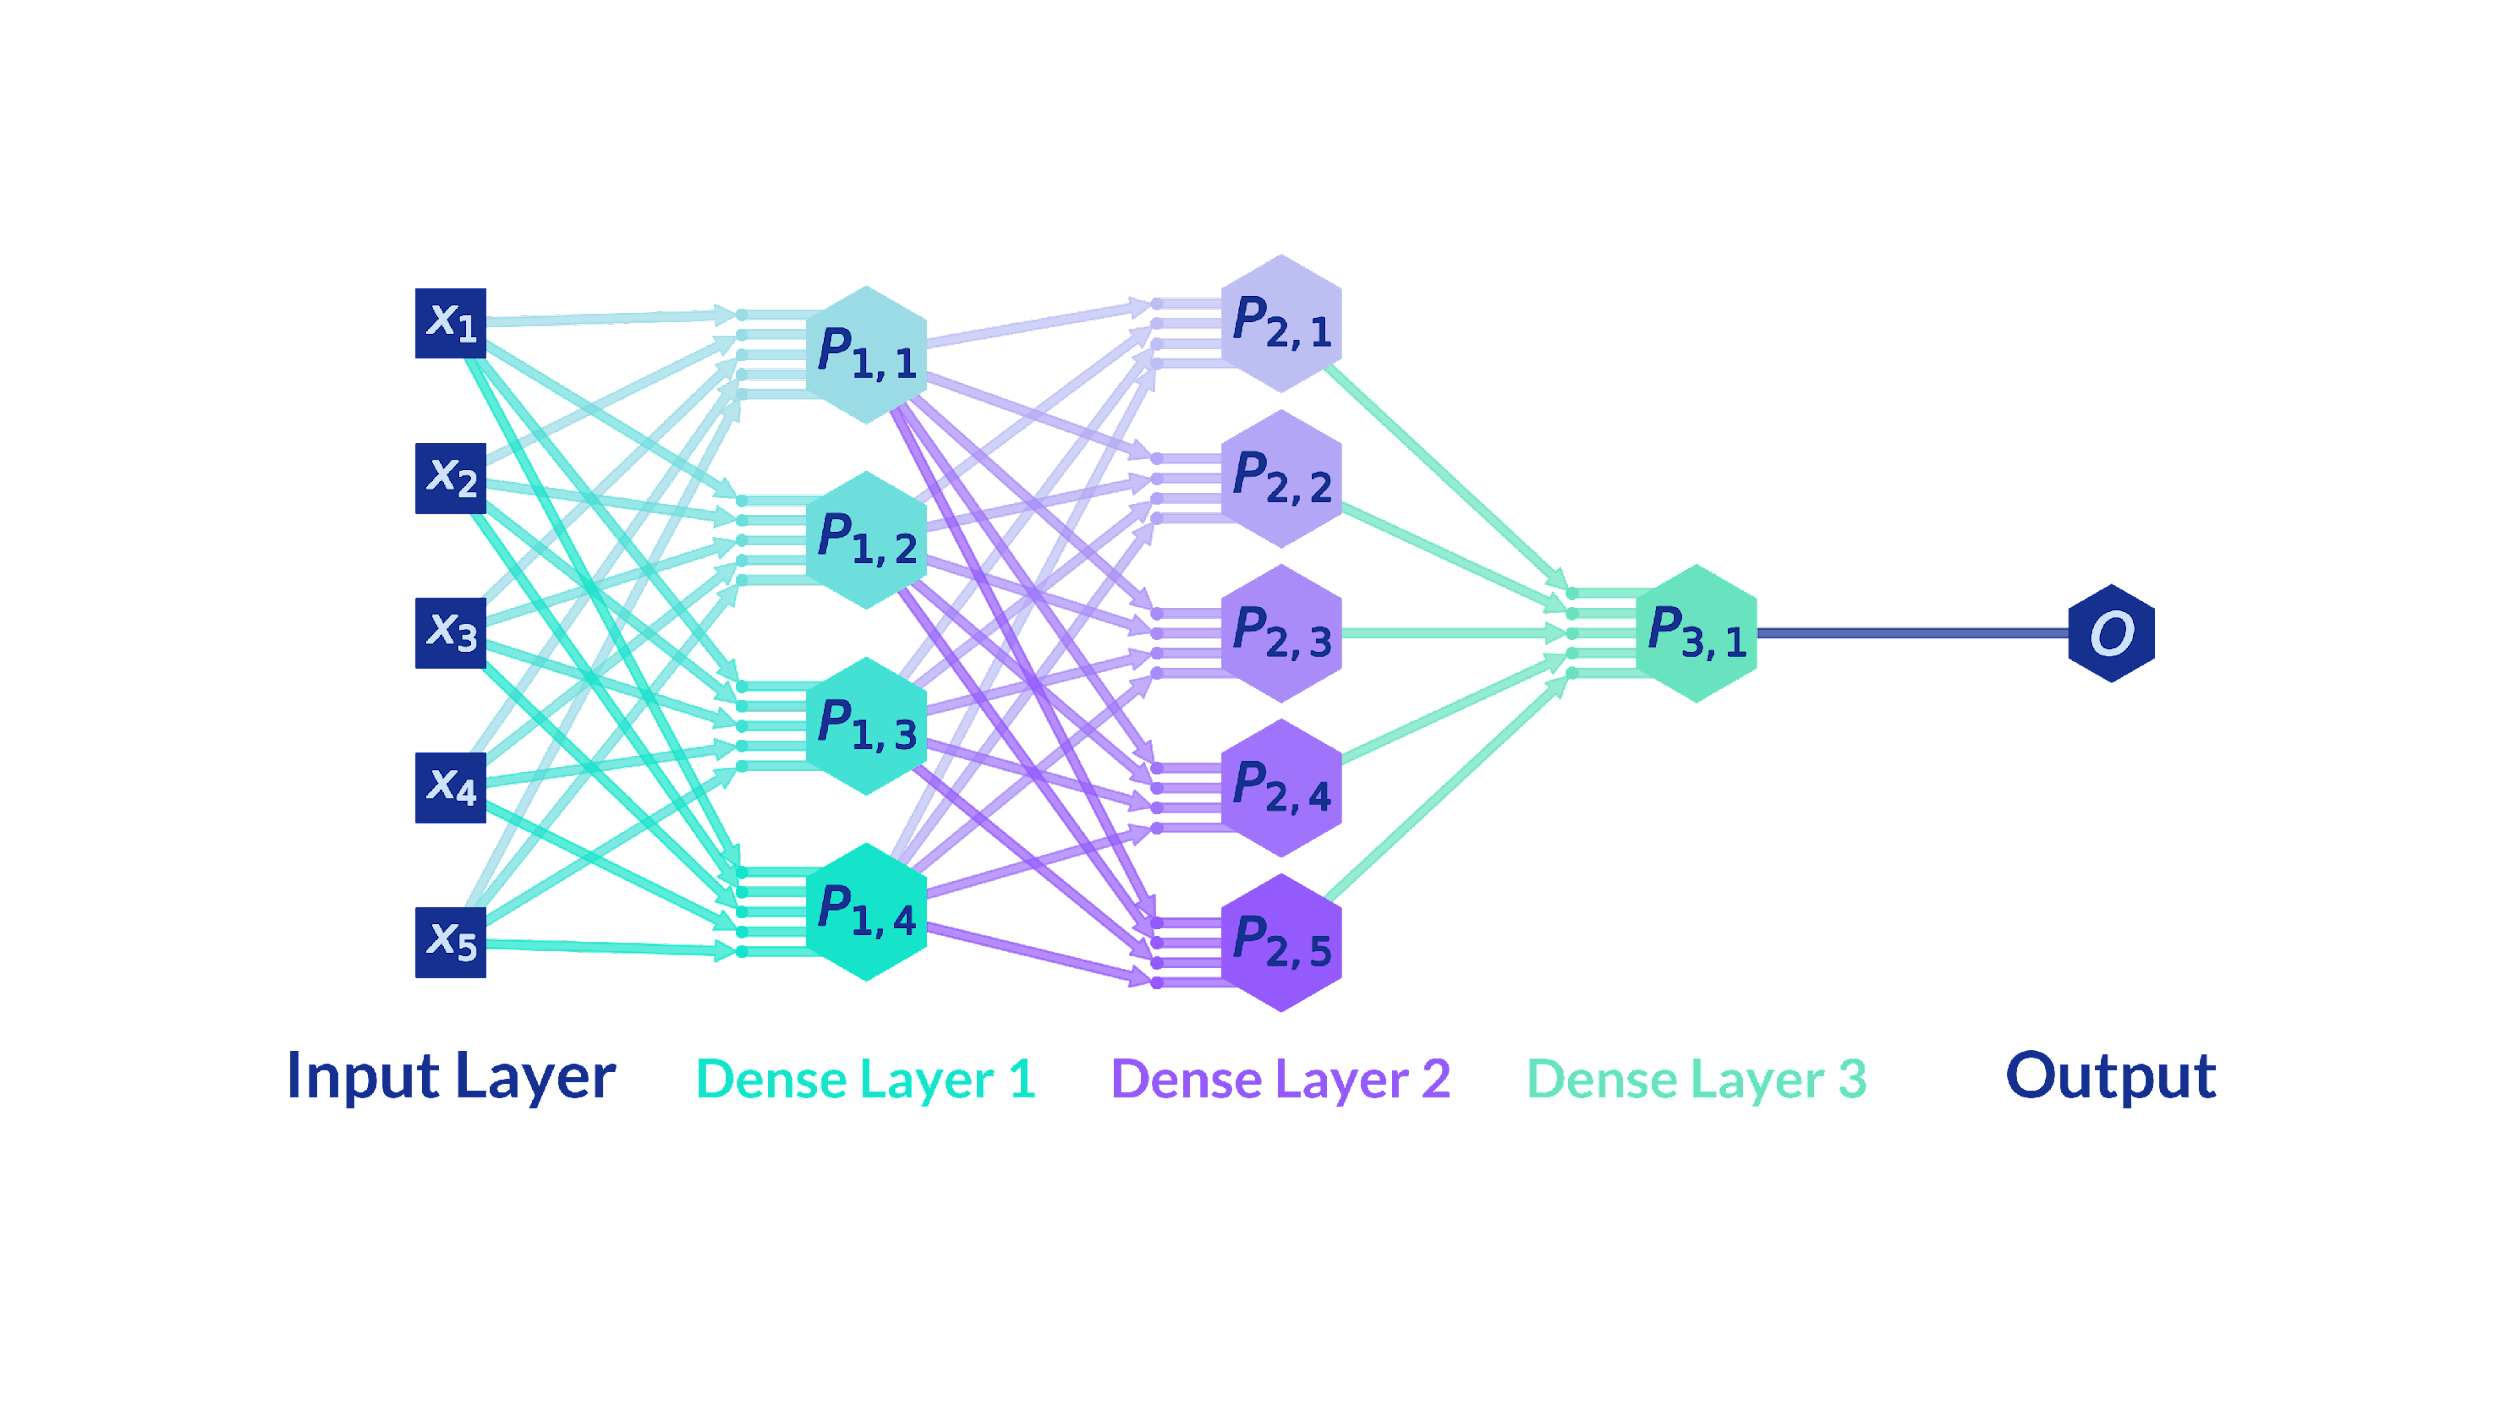 x1
x2
x3
x4
x5
P1,1
P1,2
P1,3
P1,4
P2,1
P2,2
P2,3
P2,4
P2,5
P3,1
O
Input Layer
Dense Layer 1
Dense Layer 2
Dense Layer 3
Output